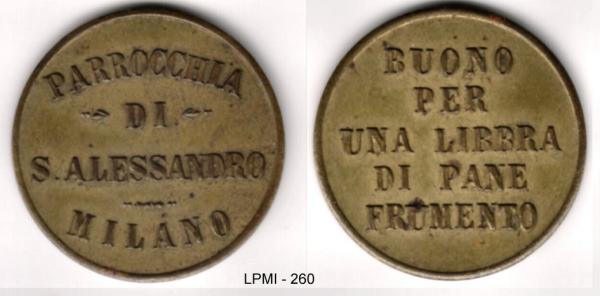 PARROCCHIA
DI
S. ALESSANDRO
MILANO
BUONO
PER
UNA LIBBRA
DI PANE
FRUMENTO
LPMI - 260